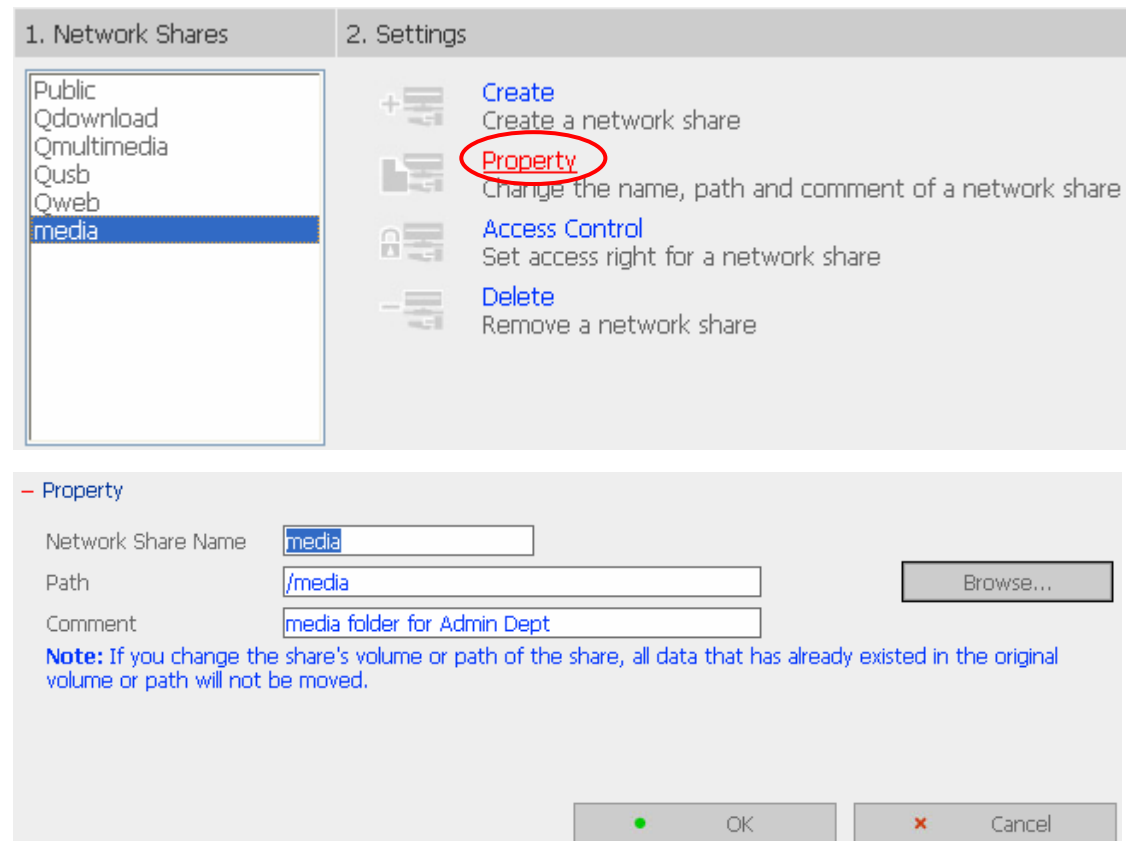 1. Network Shares
2. Settings
Public
Qdownload
Qmultimedia
Qusb
Qweb
media
Create
Create a network share
Property
Change the name, path and comment of a network share
Access Control
Set access right for a network share
Delete
Remove a network share
Property
Network Share Name media
Path /media Browse...
Comment media folder for Admin Dept
Note: If you change the share's volume or path of the share, all data that has already existed in the original
volume or path will not be moved.
OK Cancel